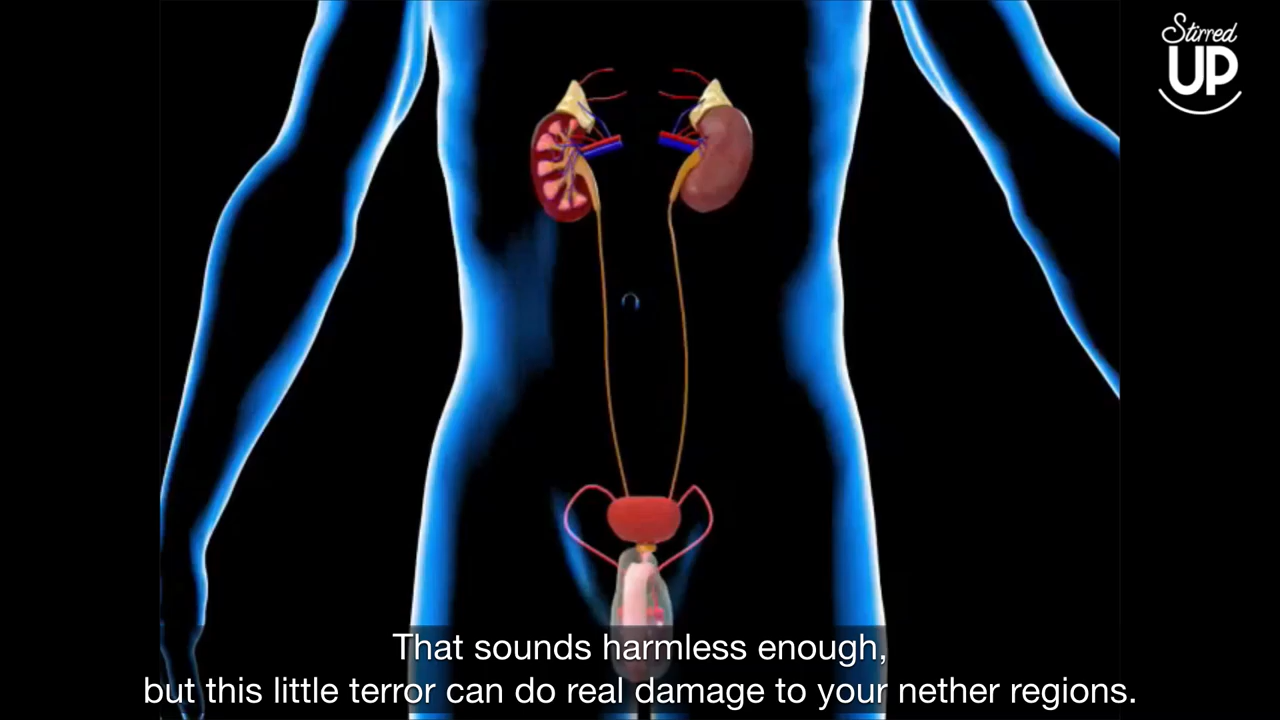 Stirred
UP
That sounds harmless enough,
but this little terror can do real damage to your nether regions.